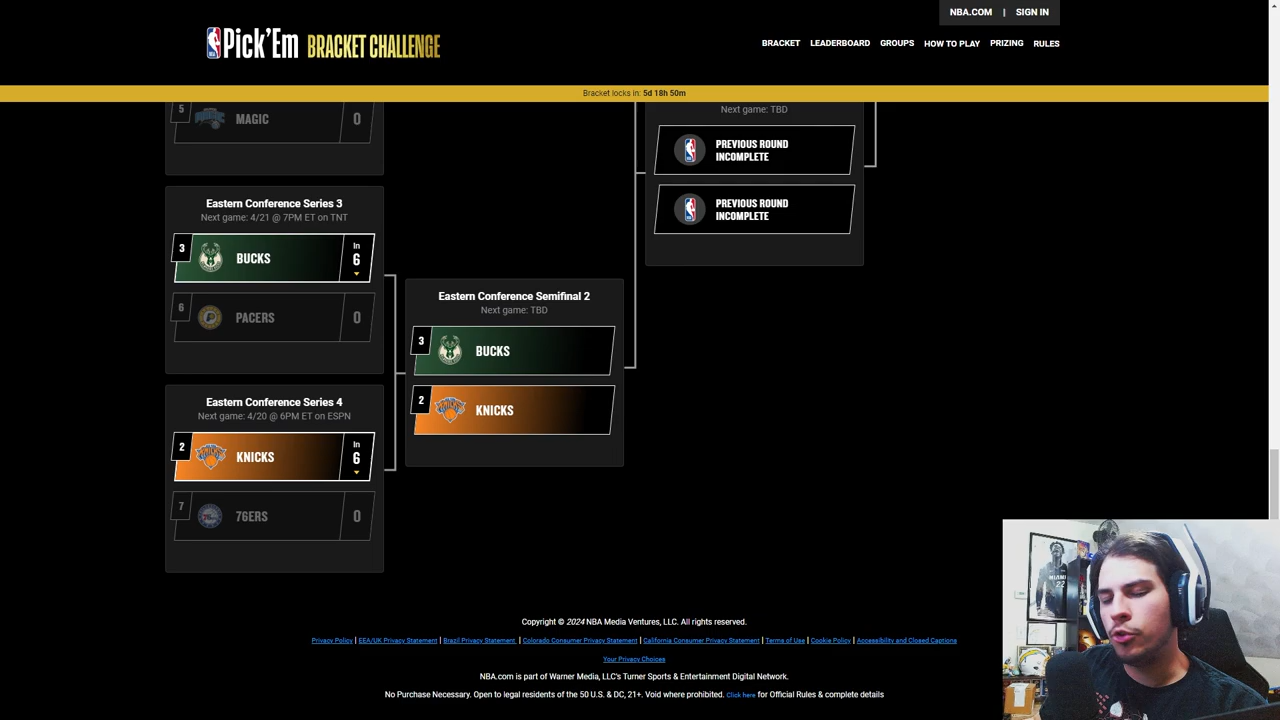 NBA.COM | SIGN IN
Pick'Em BRACKET CHALLENGE
BRACKET LEADERBOARD GROUPS HOW TO PLAY PRIZING RULES
Bracket locks in: 5d 18h 50m
5 MAGIC 0
Next game: TBD
PREVIOUS ROUND
INCOMPLETE
PREVIOUS ROUND
INCOMPLETE
Eastern Conference Series 3
Next game: 4/21 @ 7PM ET on TNT
3 BUCKS In 6
6 PACERS 0
Eastern Conference Semifinal 2
Next game: TBD
3 BUCKS
2 KNICKS
Eastern Conference Series 4
Next game: 4/20 @ 6PM ET on ESPN
2 KNICKS In 6
7 76ERS 0
MIAMI
22
Copyright © 2024 NBA Media Ventures, LLC. All rights reserved.
Privacy Policy | EEA/UK Privacy Statement | Brazil Privacy Statement | Colorado Consumer Privacy Statement | California Consumer Privacy Statement | Terms of Use | Cookie Policy | Accessibility and Closed Captions
Your Privacy Choices
NBA.com is part of Warner Media, LLC's Turner Sports & Entertainment Digital Network.
No Purchase Necessary. Open to legal residents of the 50 U.S. & DC, 21+. Void where prohibited. Click here for Official Rules & complete details